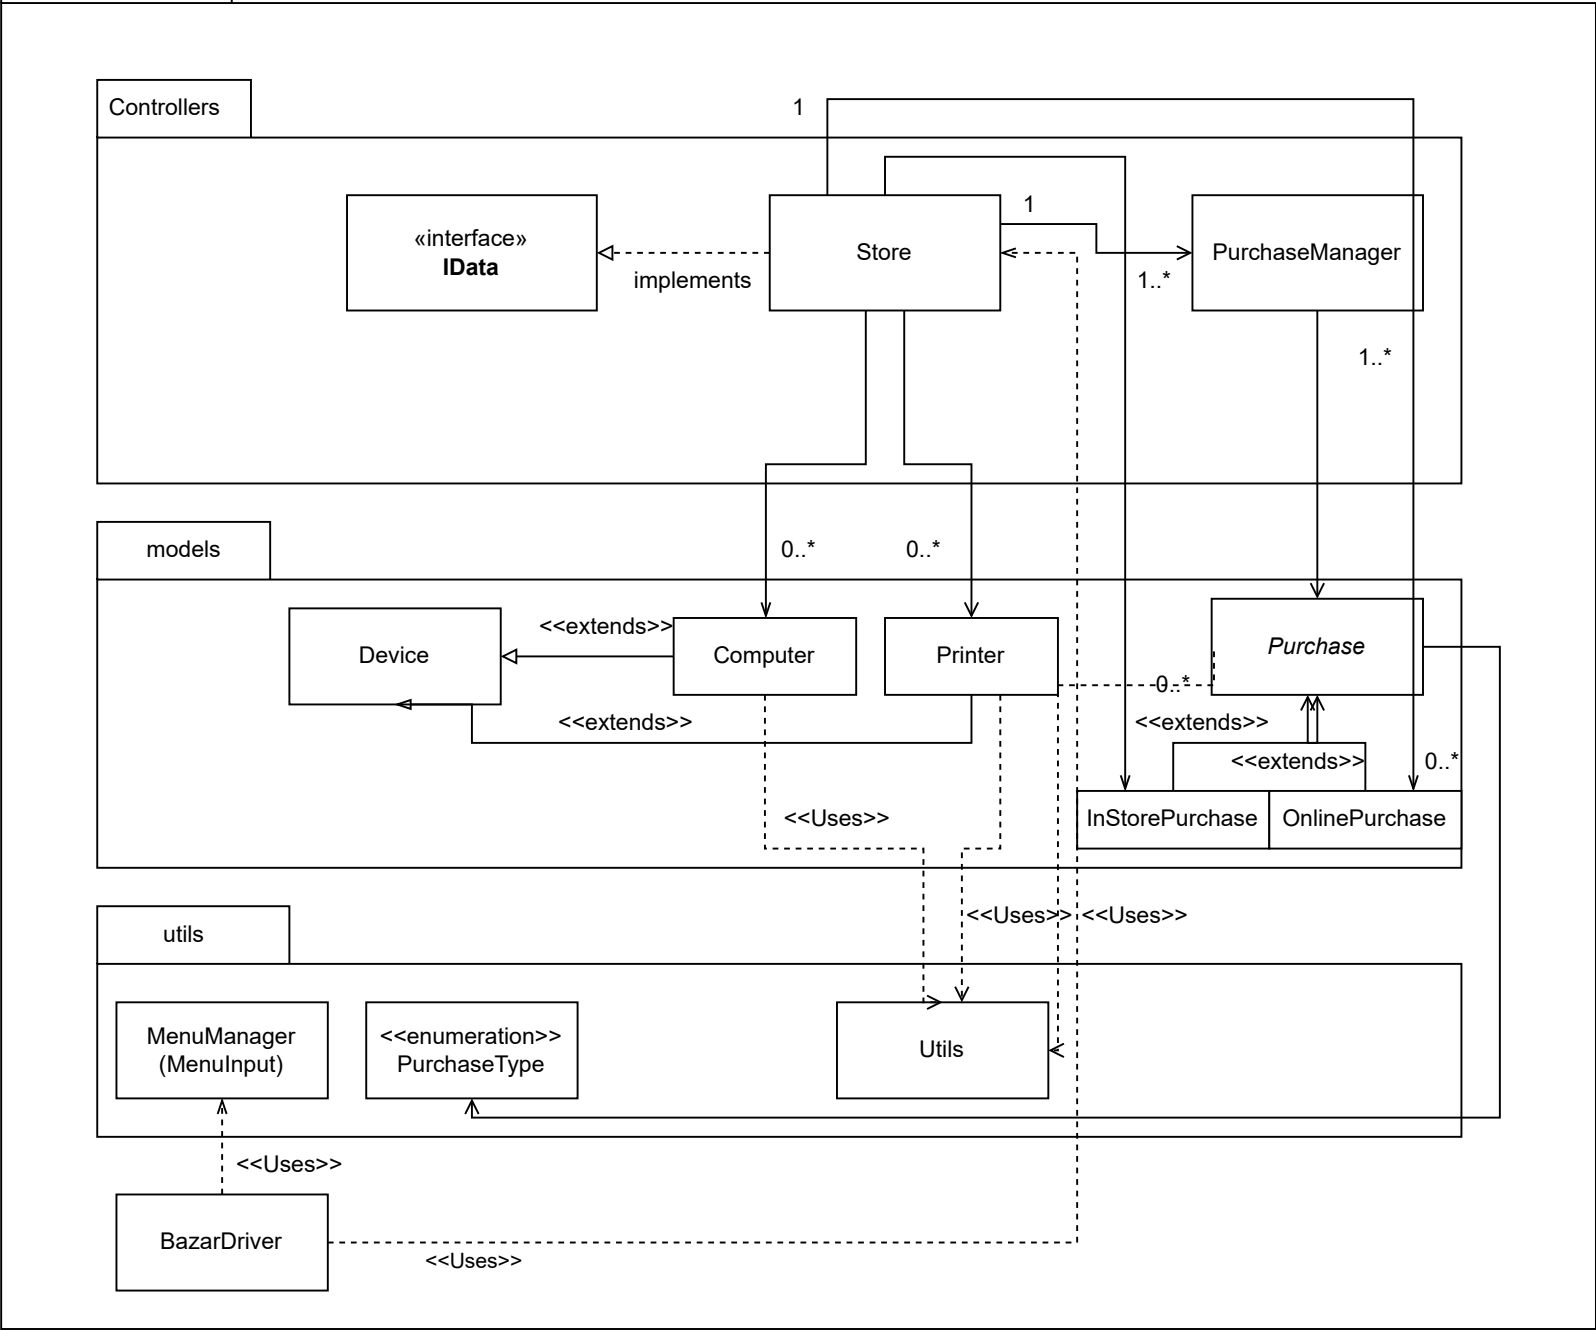 Controllers
1
«interface»
IData
implements
Store
1
1..*
PurchaseManager
1..*
models
0..*
0..*
Device
<<extends>>
Computer
Printer
0..*
Purchase
<<extends>>
<<extends>>
<<extends>>
0..*
<<Uses>>
InStorePurchase
OnlinePurchase
<<Uses>>
<<Uses>>
utils
MenuManager
(MenuInput)
<<enumeration>>
PurchaseType
Utils
<<Uses>>
BazarDriver
<<Uses>>